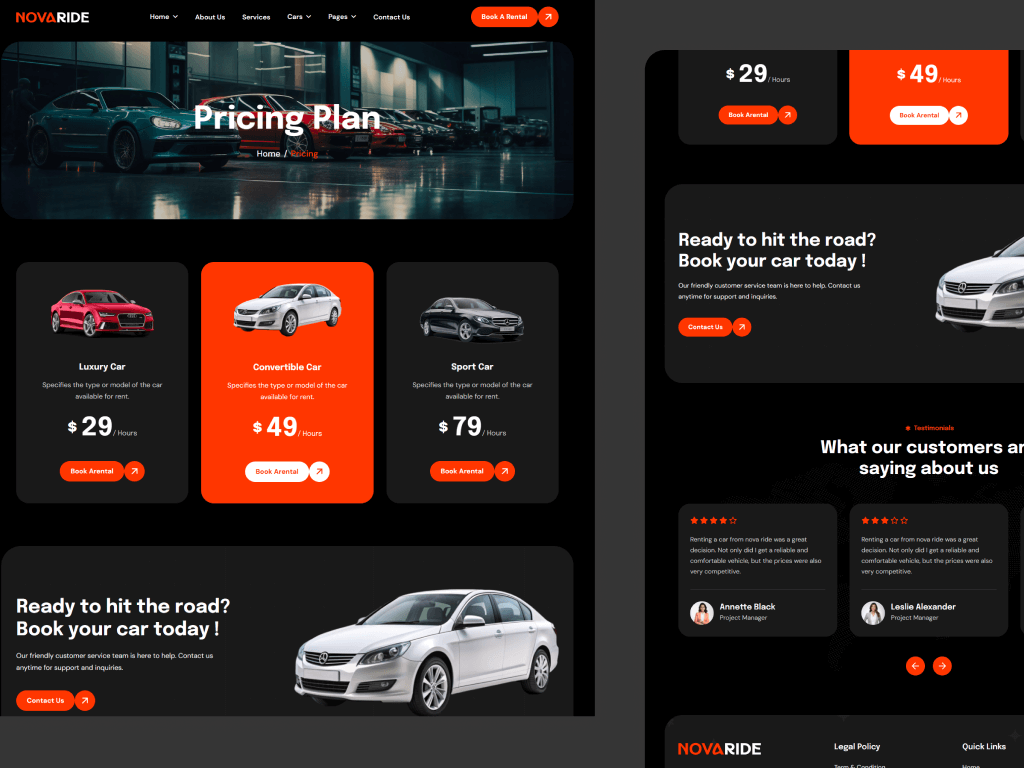 NOVARIDE
Home
About Us
Services
Cars
Pages
Contact Us
Book A Rental
Pricing Plan
Home / Pricing
Luxury Car
Specifies the type or model of the car
available for rent.
$ 29 / Hours
Book Arental
Convertible Car
Specifies the type or model of the car
available for rent.
$ 49 / Hours
Book Arental
Sport Car
Specifies the type or model of the car
available for rent.
$ 79 / Hours
Book Arental
Ready to hit the road?
Book your car today !
Our friendly customer service team is here to help. Contact us
anytime for support and inquiries.
Contact Us
$ 29 / Hours
Book Arental
$ 49 / Hours
Book Arental
Ready to hit the road?
Book your car today !
Our friendly customer service team is here to help. Contact us
anytime for support and inquiries.
Contact Us
Testimonials
What our customers ar
saying about us
Renting a car from nova ride was a great
decision. Not only did I get a reliable and
comfortable vehicle, but the prices were also
very competitive.
Annette Black
Project Manager
Renting a car from nova ride was a great
decision. Not only did I get a reliable and
comfortable vehicle, but the prices were also
very competitive.
Leslie Alexander
Project Manager
NOVARIDE
Legal Policy
Term & Condition
Quick Links
Home